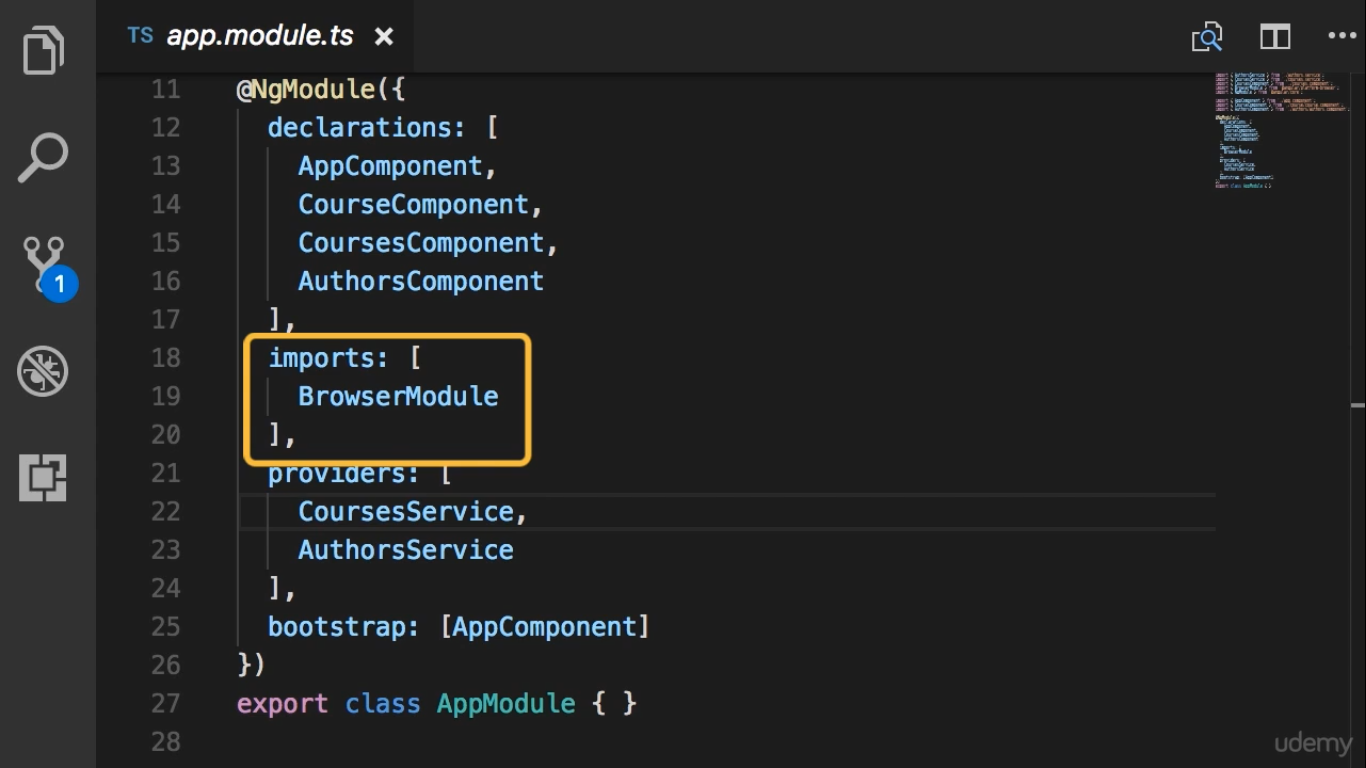 TS app.module.ts
11 @NgModule({
12 declarations: [
13 AppComponent,
14 CourseComponent,
15 CoursesComponent,
16 AuthorsComponent
17 ],
18 imports: [
19 BrowserModule
20 ],
21 providers: [
22 CoursesService,
23 AuthorsService
24 ],
25 bootstrap: [AppComponent]
26 })
27 export class AppModule { }
28
1
udemy